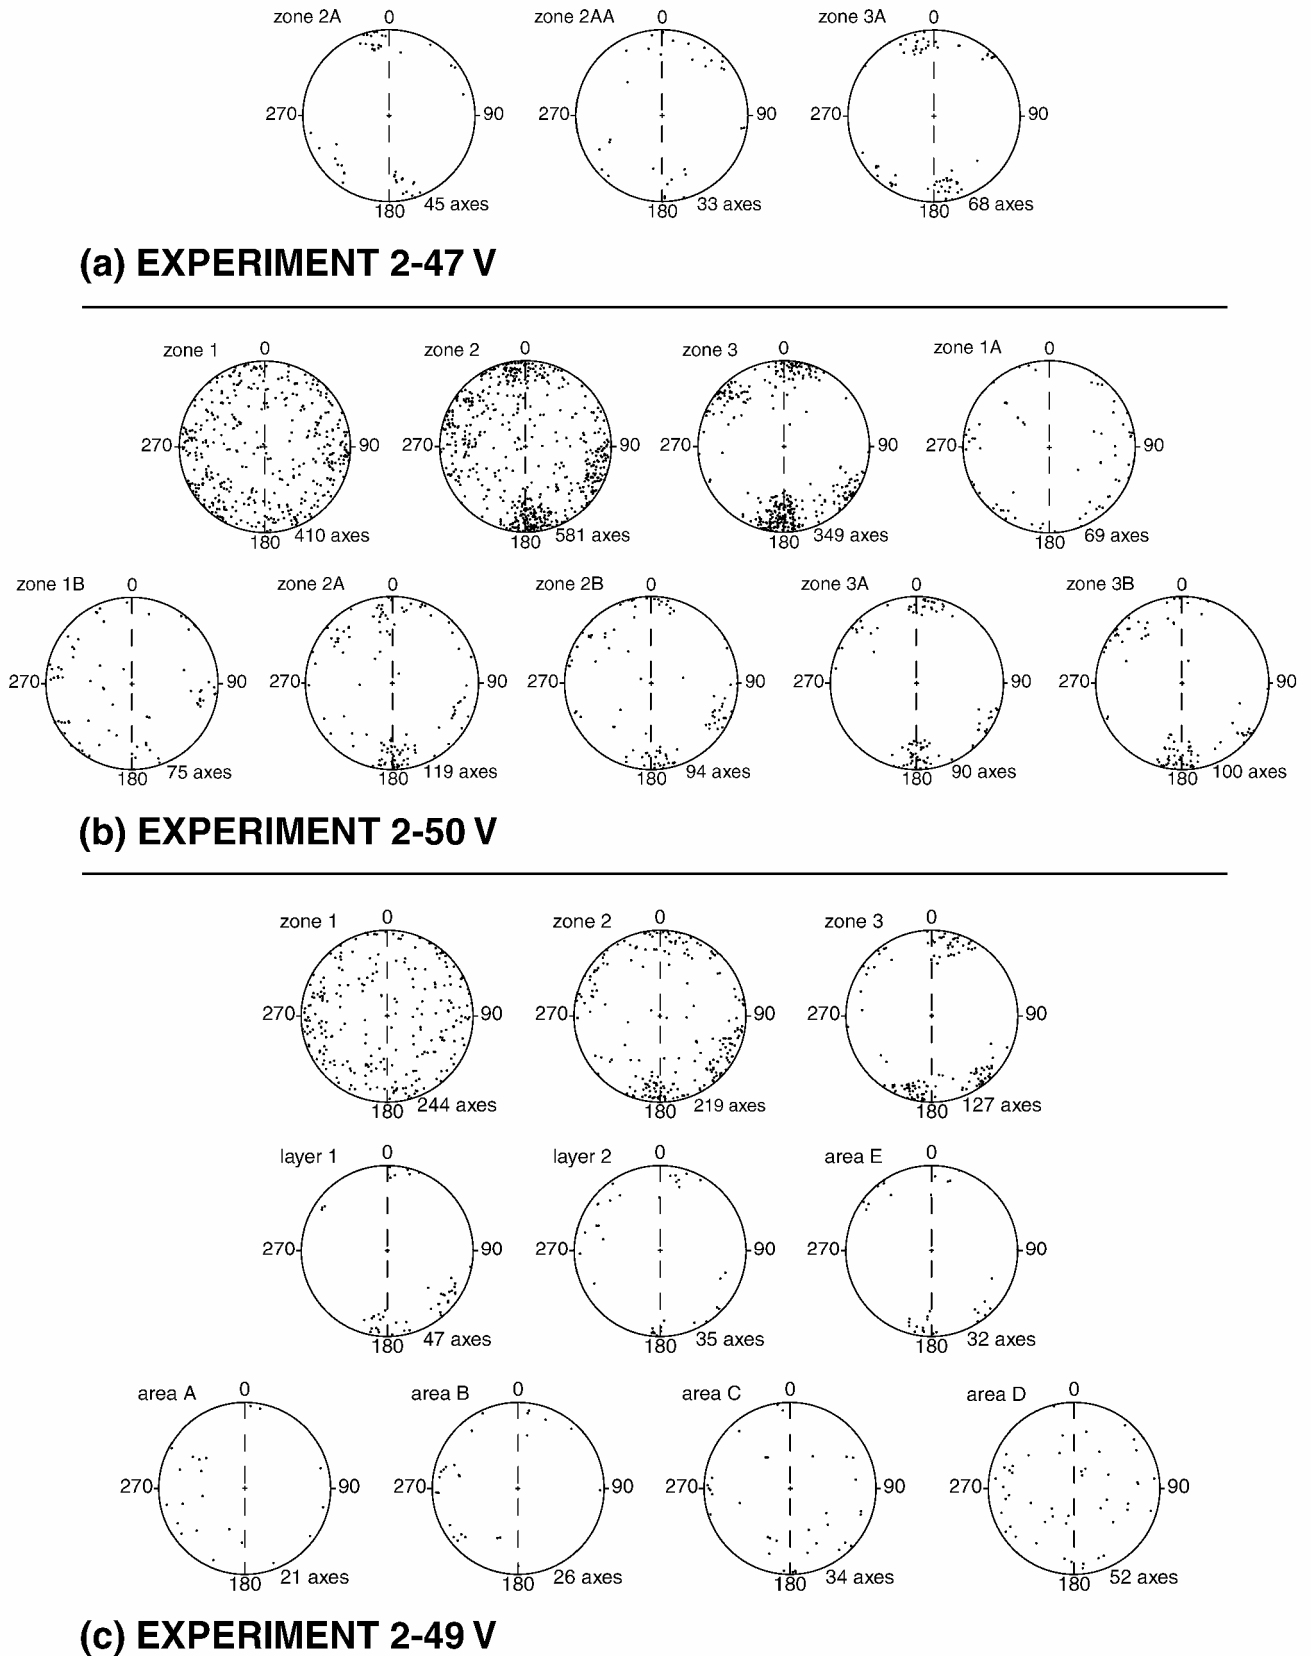 zone 2A 0 zone 2AA 0 zone 3A 0
270 90 270 90 270 90
180 45 axes 180 33 axes 180 68 axes
(a) EXPERIMENT 2-47 V
zone 1 0 zone 2 0 zone 3 0 zone 1A 0
270 90 270 90 270 90 270 90
180 410 axes 180 581 axes 180 349 axes 180 69 axes
zone 1B 0 zone 2A 0 zone 2B 0 zone 3A 0 zone 3B 0
270 90 270 90 270 90 270 90 270 90
180 75 axes 180 119 axes 180 94 axes 180 90 axes 180 100 axes
(b) EXPERIMENT 2-50 V
zone 1 0 zone 2 0 zone 3 0
270 90 270 90 270 90
180 244 axes 180 219 axes 180 127 axes
layer 1 0 layer 2 0 area E 0
270 90 270 90 270 90
180 47 axes 180 35 axes 180 32 axes
area A 0 area B 0 area C 0 area D 0
270 90 270 90 270 90 270 90
180 21 axes 180 26 axes 180 34 axes 180 52 axes
(c) EXPERIMENT 2-49 V